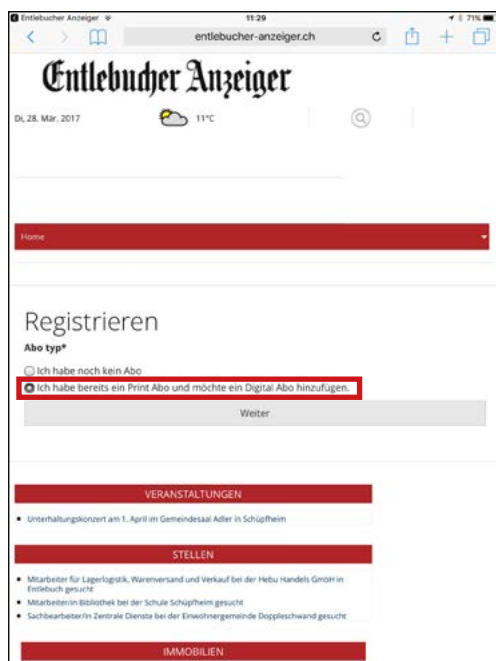 Entlebucher Anzeiger
11:29
71%
entlebucher-anzeiger.ch
Entlebucher Anzeiger
Di, 28. Mär. 2017
11°C
Home
Registrieren
Abo typ*
Ich habe noch kein Abo
Ich habe bereits ein Print Abo und möchte ein Digital Abo hinzufügen.
Weiter
VERANSTALTUNGEN
Unterhaltungskonzert am 1. April im Gemeindesaal Adler in Schüpfheim
STELLEN
Mitarbeiter für Lagerlogistik, Warenversand und Verkauf bei der Hebu Handels GmbH in
Entlebuch gesucht
Mitarbeiter/in Bibliothek bei der Schule Schüpfheim gesucht
Sachbearbeiter/in Zentrale Dienste bei der Einwohnergemeinde Doppleschwand gesucht
IMMOBILIEN